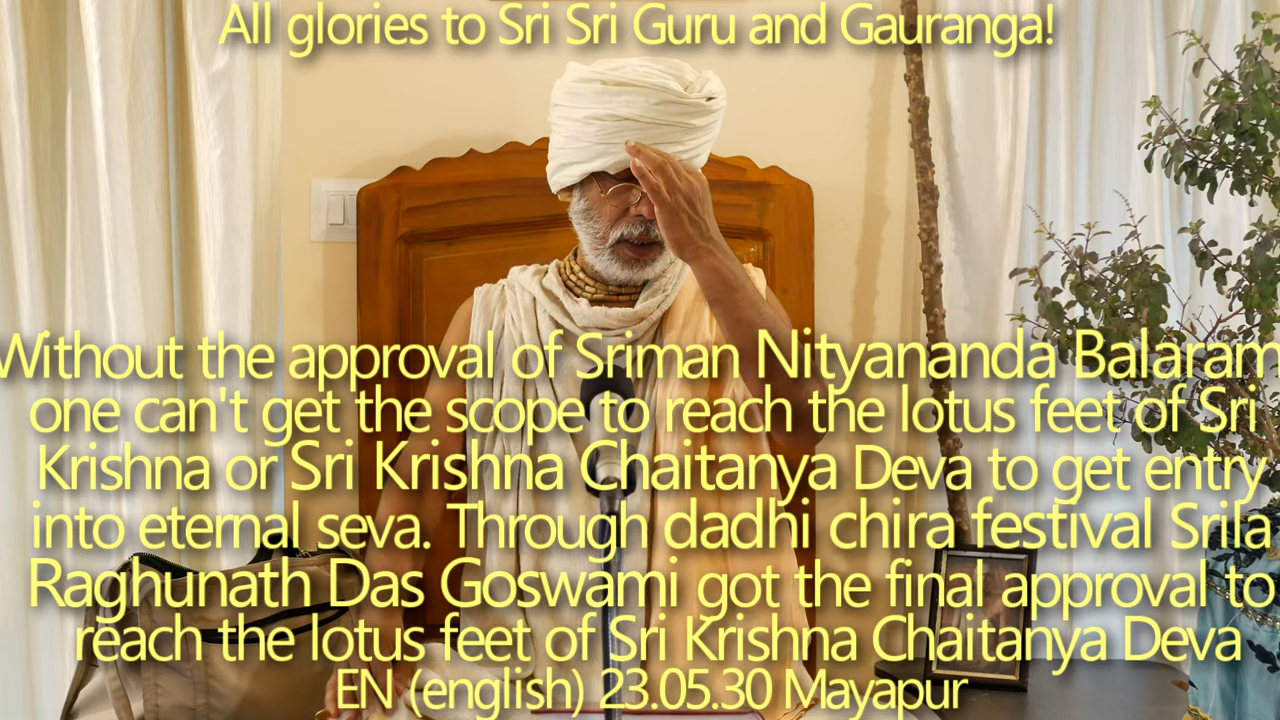 All glories to Sri Sri Guru and Gauranga!
Without the approval of Sriman Nityananda Balaram
one can't get the scope to reach the lotus feet of Sri
Krishna or Sri Krishna Chaitanya Deva to get entry
into eternal seva. Through dadhi chira festival Srila
Raghunath Das Goswami got the final approval to
reach the lotus feet of Sri Krishna Chaitanya Deva
EN (english) 23.05.30 Mayapur